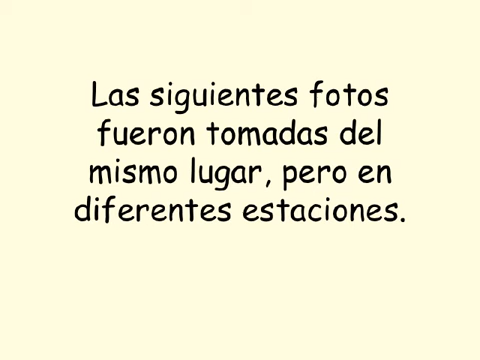 Las siguientes fotos
fueron tomadas del
mismo lugar, pero en
diferentes estaciones.